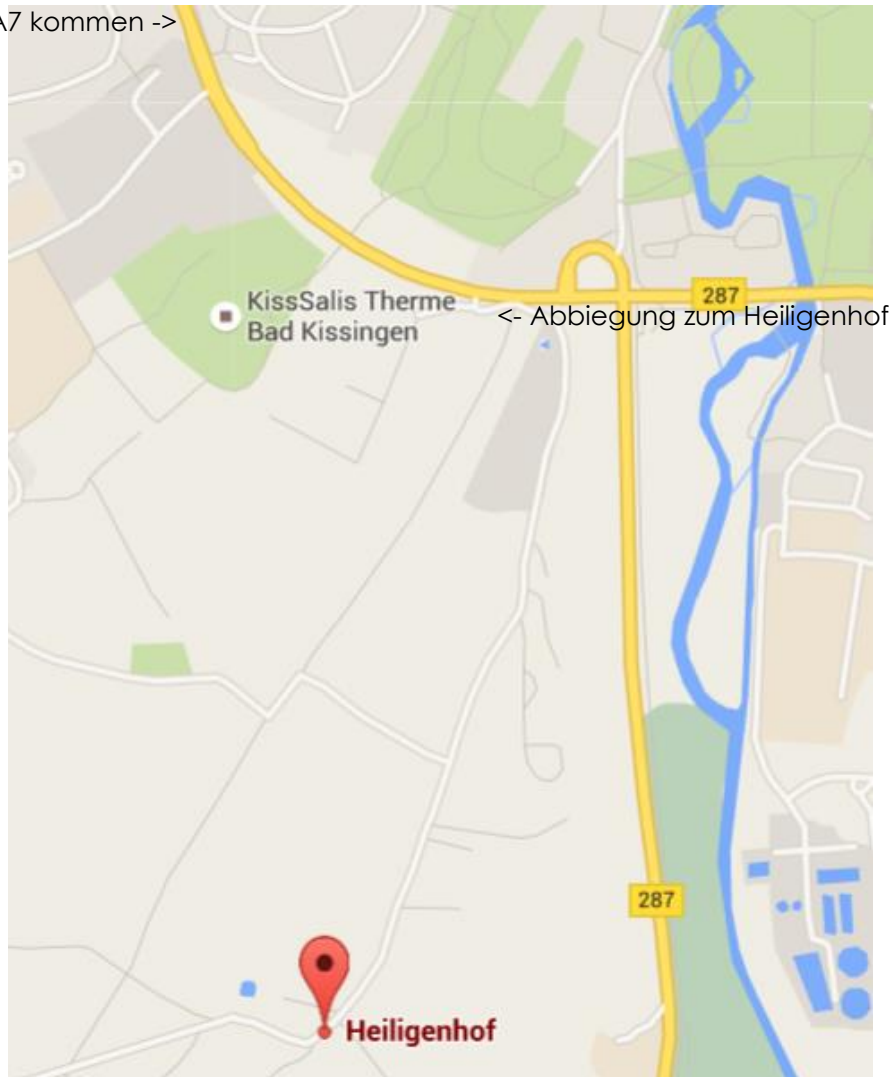 A7 kommen ->
287
KissSalis Therme
Bad Kissingen
<- Abbiegung zum Heiligenhof
287
Heiligenhof